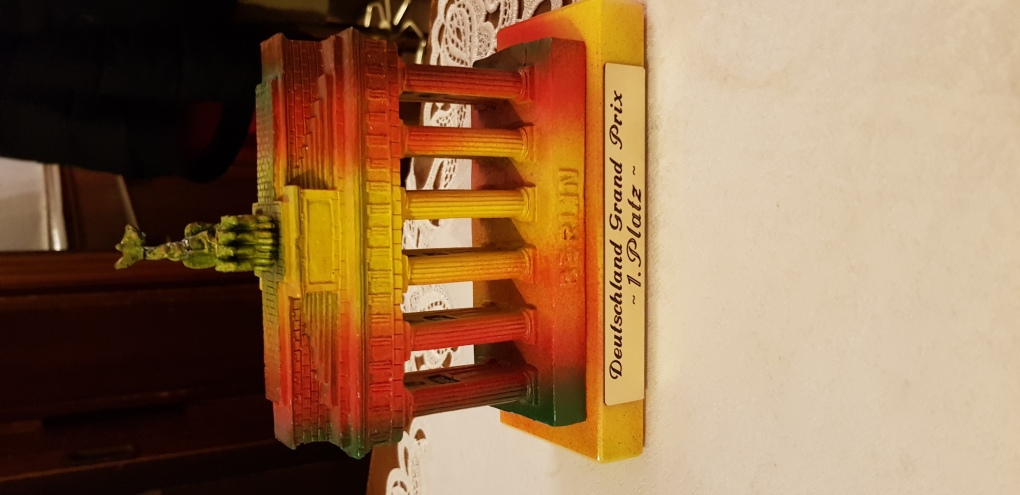 BERLIN
Deutschland Grand Prix
~ 1. Platz ~